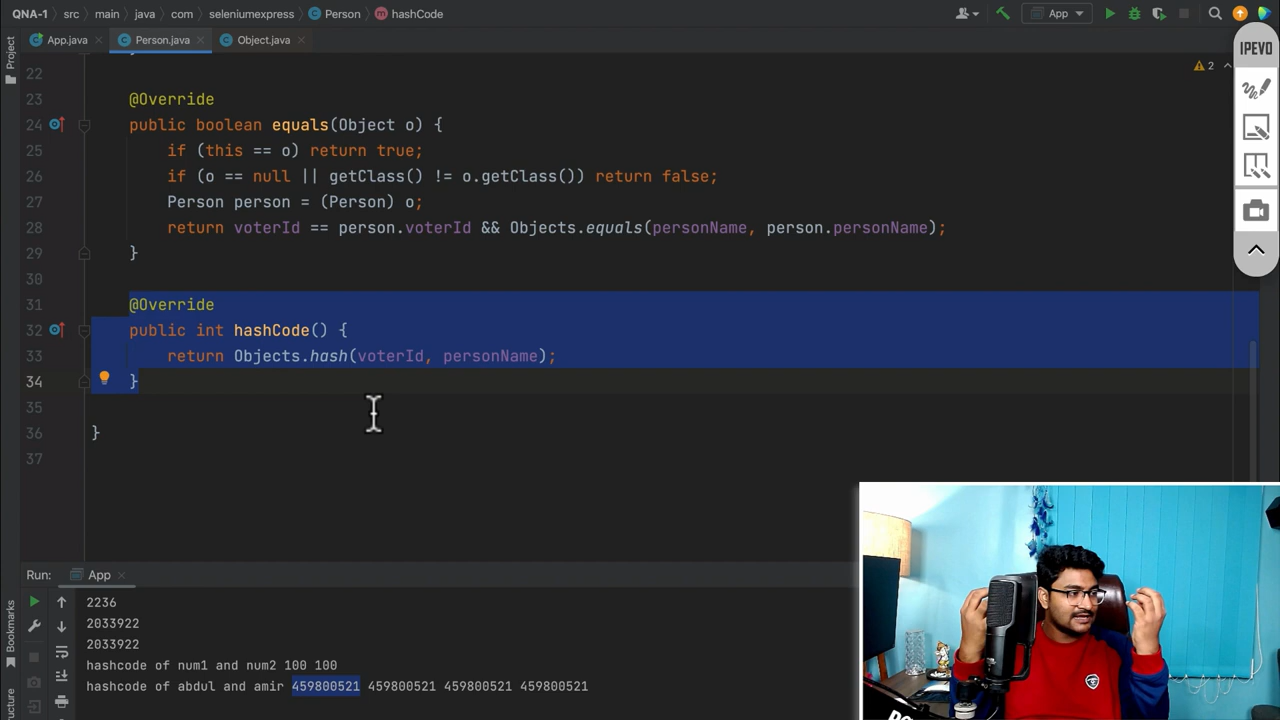 QNA-1 src main java com seleniumexpress Person hashCode
App
App.java Person.java Object.java
IPEVO
Project
2
22
23 @Override
24 public boolean equals(Object o) {
25 if (this == o) return true;
26 if (o == null || getClass() != o.getClass()) return false;
27 Person person = (Person) o;
28 return voterId == person.voterId && Objects.equals(personName, person.personName);
29 }
30
31 @Override
32 public int hashCode() {
33 return Objects.hash(voterId, personName);
34 }
35
36 }
37
Run: App
2236
2033922
2033922
hashcode of num1 and num2 100 100
hashcode of abdul and amir 459800521 459800521 459800521 459800521
Bookmarks